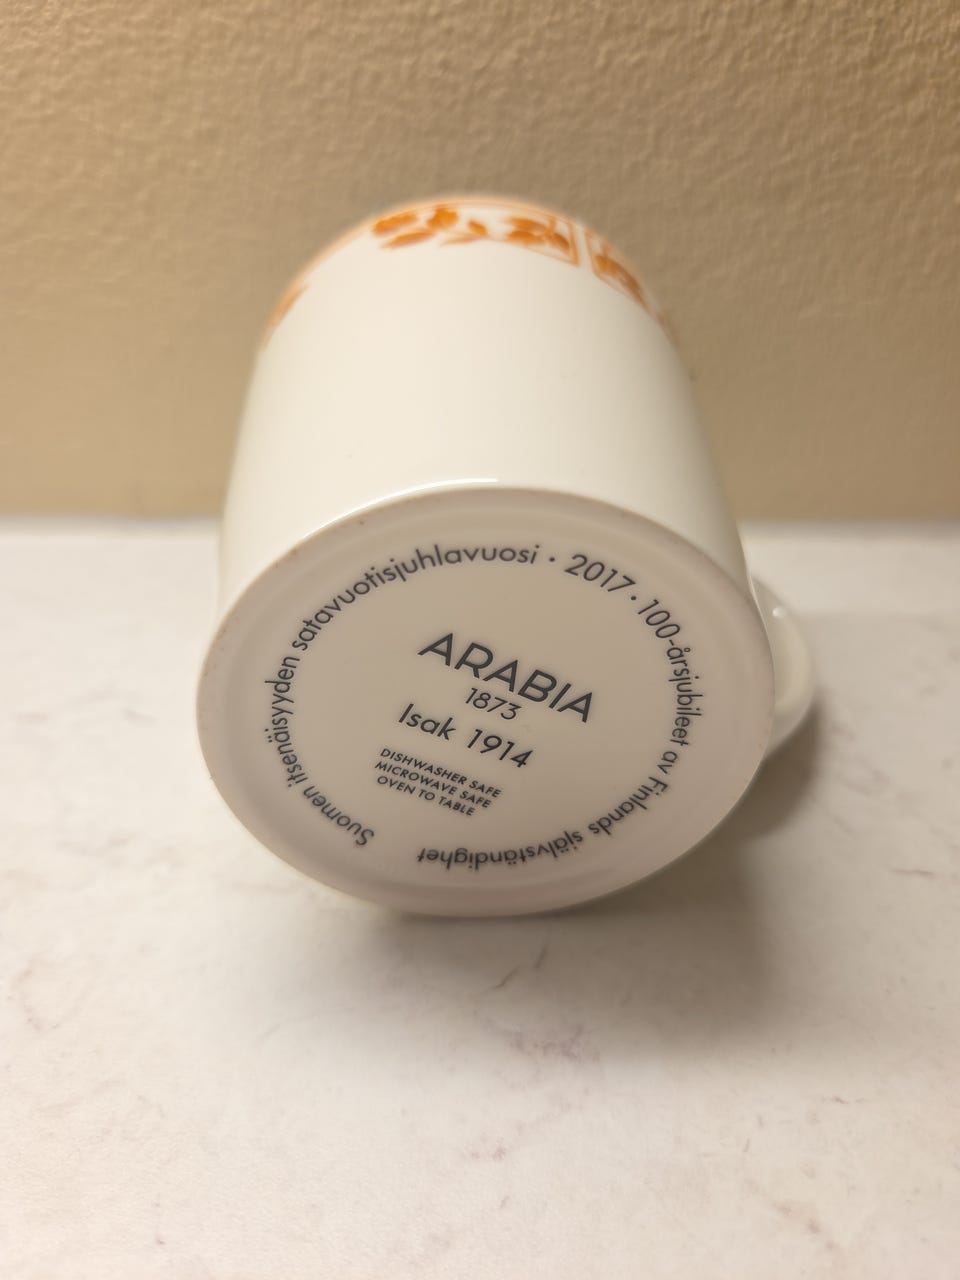 Suomen itsenäisyyden satavuotisjuhlavuosi · 2017 · 100-årsjubileet av Finlands självständighet
ARABIA
1873
Isak 1914
DISHWASHER SAFE
MICROWAVE SAFE
OVEN TO TABLE